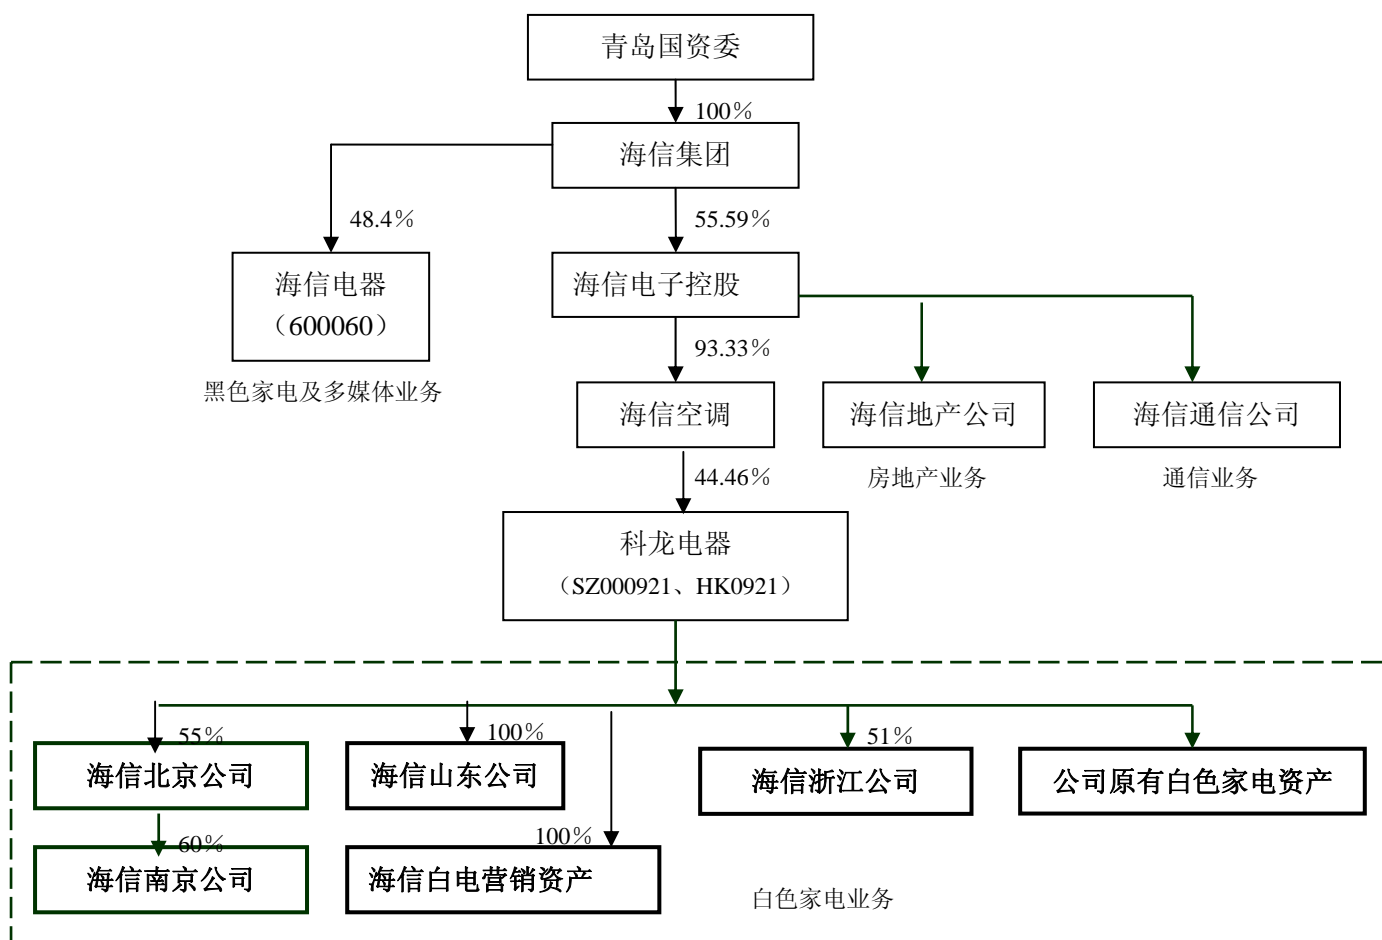 青岛国资委
100％
海信集团
48.4％
55.59％
海信电器
（600060）
海信电子控股
93.33％
黑色家电及多媒体业务
海信空调
海信地产公司
海信通信公司
44.46％
房地产业务
通信业务
科龙电器
（SZ000921、HK0921）
55％
100％
51％
海信北京公司
海信山东公司
海信浙江公司
公司原有白色家电资产
60％
100％
海信南京公司
海信白电营销资产
白色家电业务